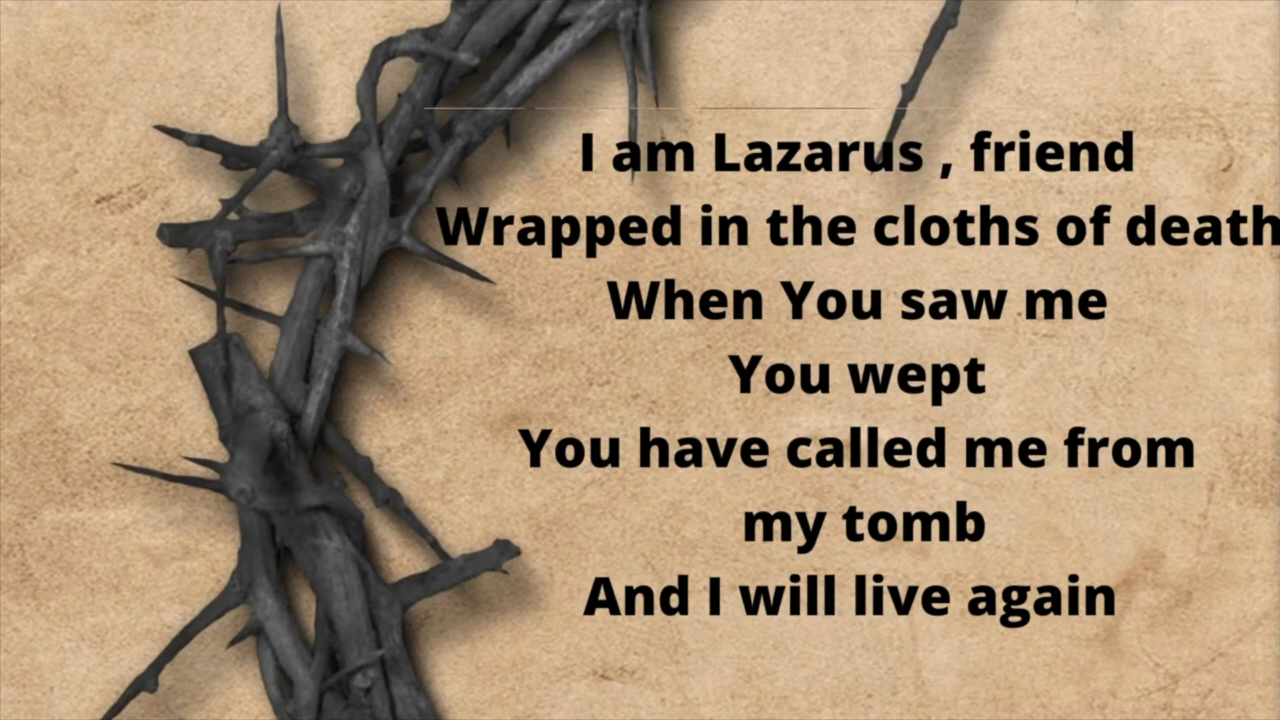 I am Lazarus , friend
Wrapped in the cloths of death
When You saw me
You wept
You have called me from
my tomb
And I will live again